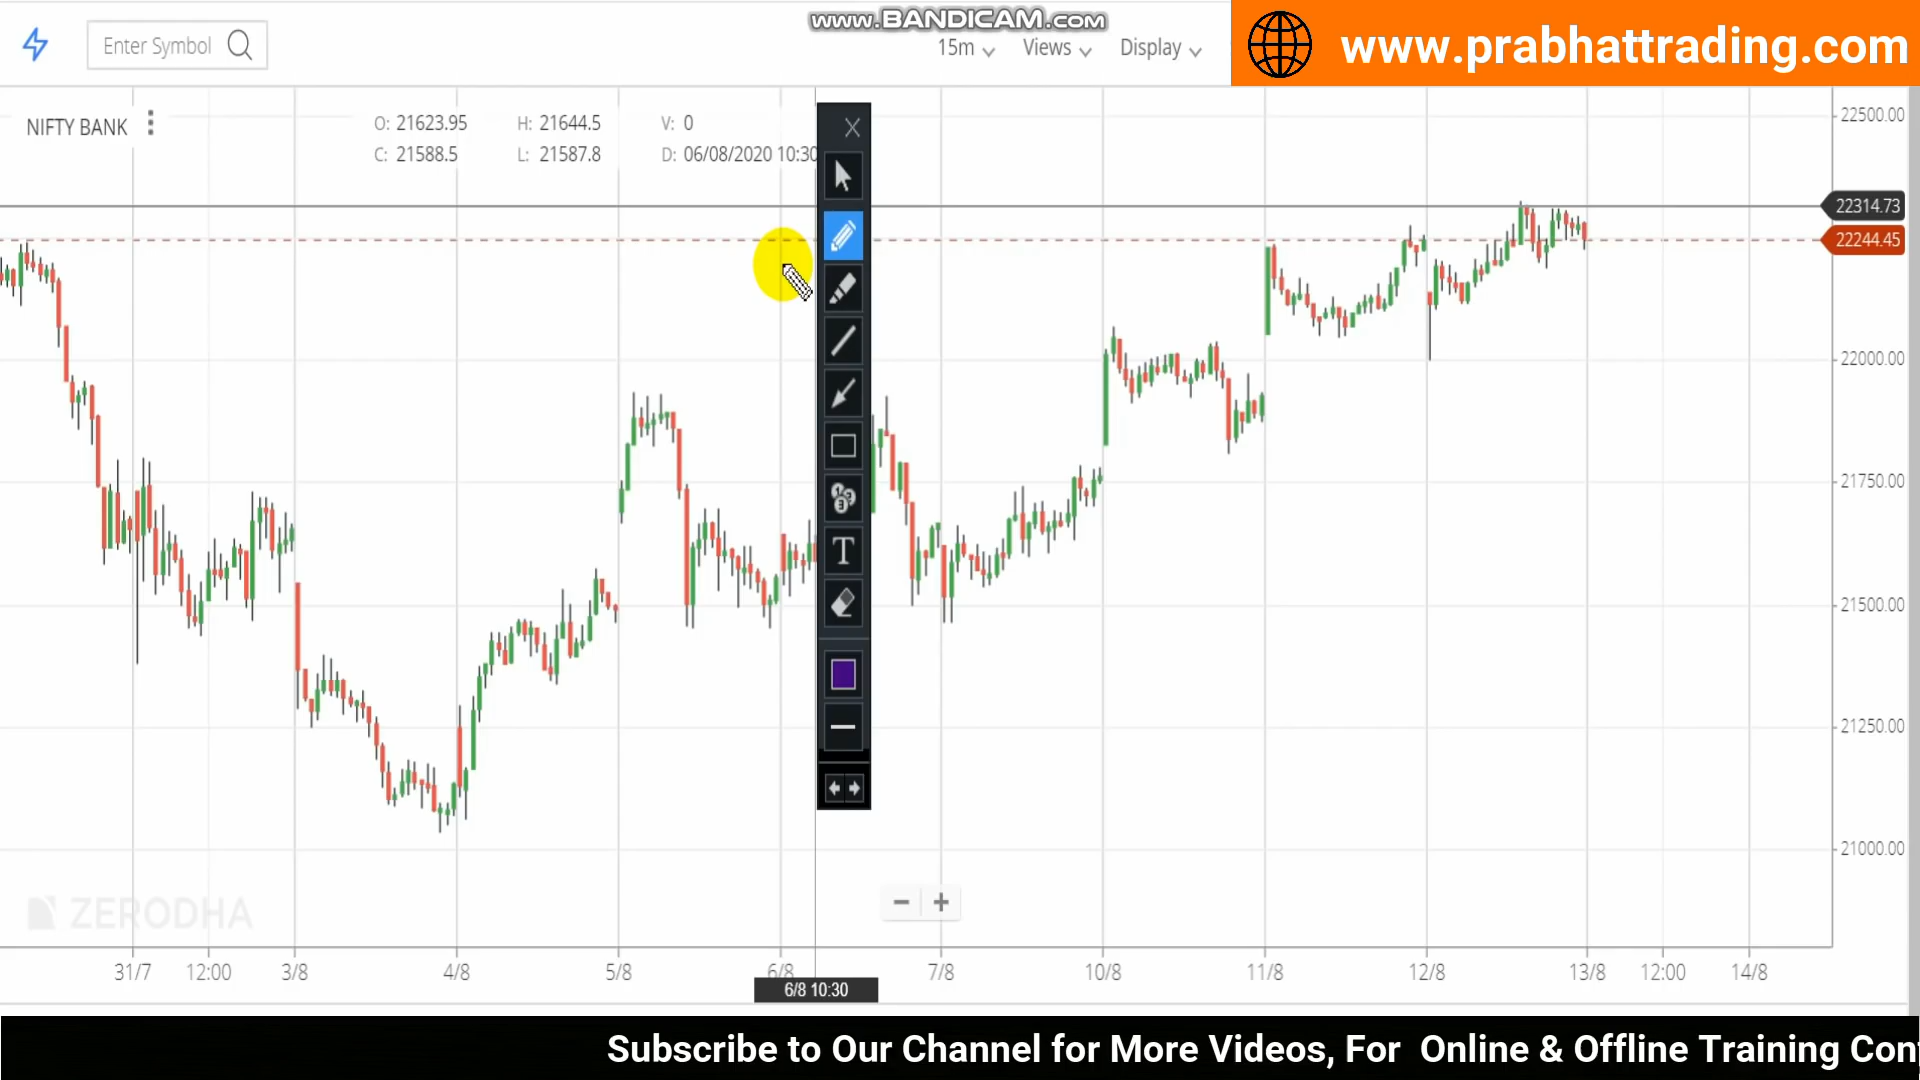 www.BANDICAM.com
Enter Symbol
15m
Views
Display
www.prabhattrading.com
NIFTY BANK
O: 21623.95
H: 21644.5
V: 0
C: 21588.5
L: 21587.8
D: 06/08/2020 10:30
22500.00
22314.73
22244.45
22000.00
21750.00
21500.00
21250.00
21000.00
T
ZERODHA
31/7
12:00
3/8
4/8
5/8
6/8
7/8
10/8
11/8
12/8
13/8
12:00
14/8
6/8 10:30
Subscribe to Our Channel for More Videos, For Online & Offline Training Con